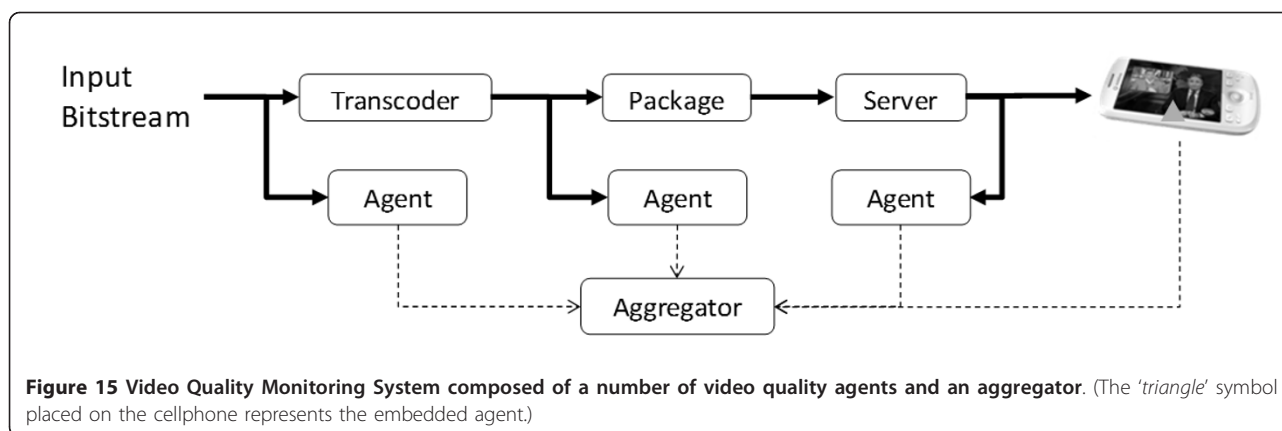 Input
Bitstream
Transcoder
Package
Server
Agent
Agent
Agent
Aggregator
Figure 15 Video Quality Monitoring System composed of a number of video quality agents and an aggregator. (The 'triangle' symbol
placed on the cellphone represents the embedded agent.)